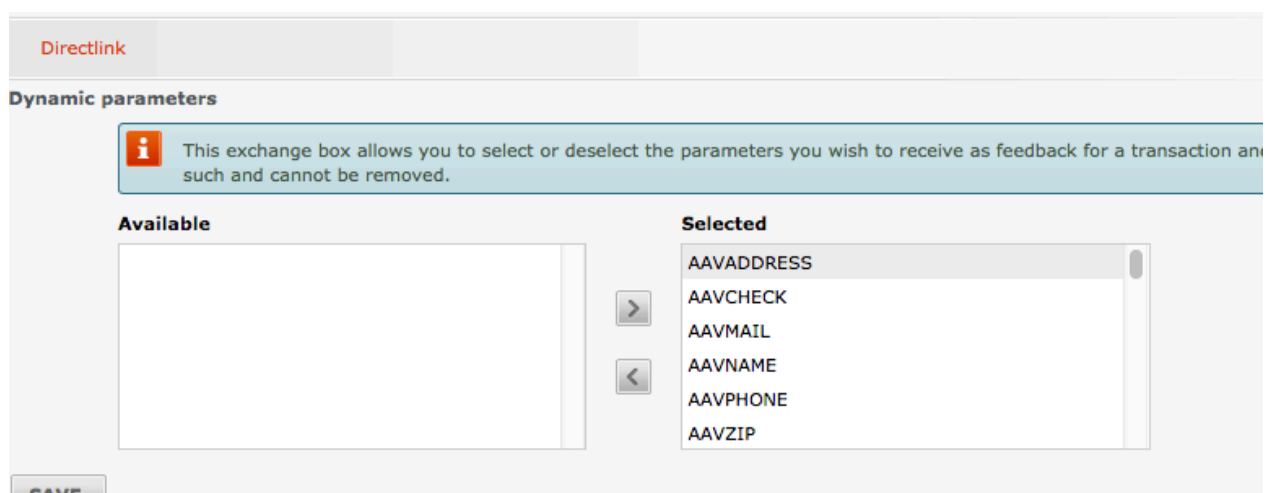 Directlink
Dynamic parameters
This exchange box allows you to select or deselect the parameters you wish to receive as feedback for a transaction and
such and cannot be removed.
Available
Selected
AAVADDRESS
AAVCHECK
AAVMAIL
AAVNAME
AAVPHONE
AAVZIP
SAVE